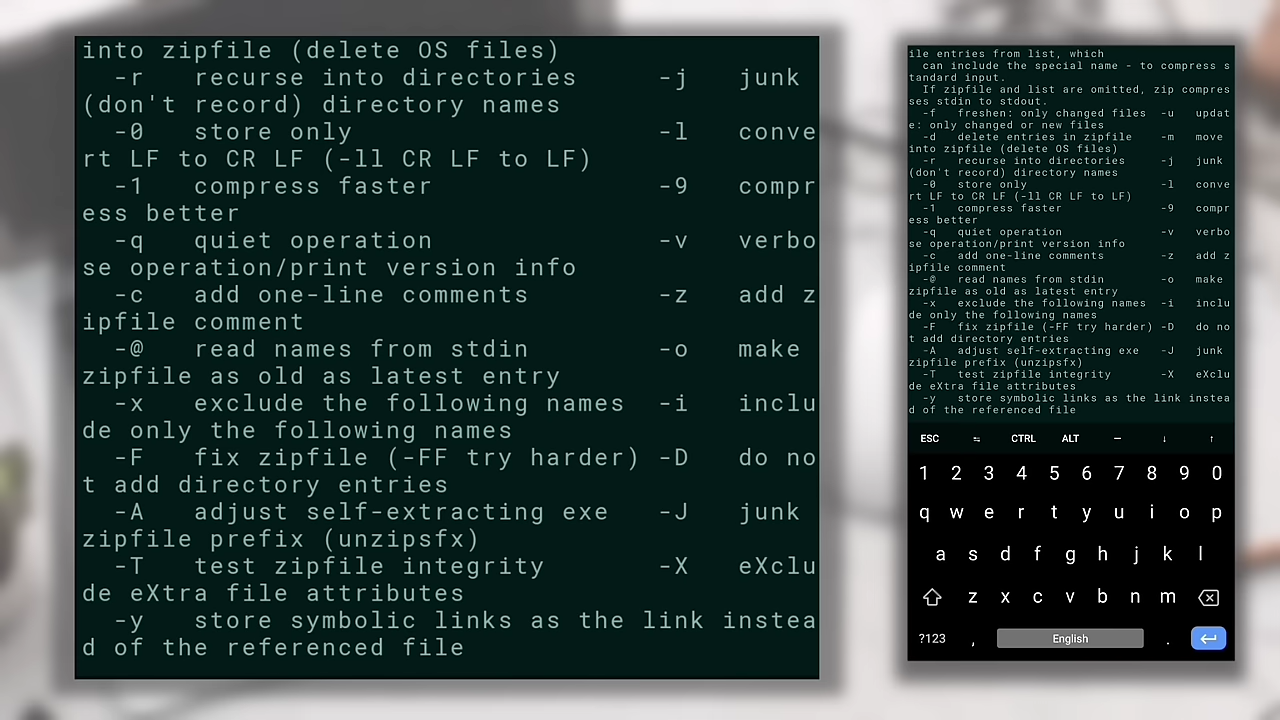 into zipfile (delete OS files)
-r recurse into directories -j junk
(don't record) directory names
-0 store only -l conve
rt LF to CR LF (-ll CR LF to LF)
-1 compress faster -9 compr
ess better
-q quiet operation -v verbo
se operation/print version info
-c add one-line comments -z add z
ipfile comment
-@ read names from stdin -o make
zipfile as old as latest entry
-x exclude the following names -i inclu
de only the following names
-F fix zipfile (-FF try harder) -D do no
t add directory entries
-A adjust self-extracting exe -J junk
zipfile prefix (unzipsfx)
-T test zipfile integrity -X eXclu
de eXtra file attributes
-y store symbolic links as the link instea
d of the referenced file
ile entries from list, which
can include the special name - to compress s
tandard input.
If zipfile and list are omitted, zip compres
ses stdin to stdout.
-f freshen: only changed files -u updat
e: only changed or new files
-d delete entries in zipfile -m move
into zipfile (delete OS files)
-r recurse into directories -j junk
(don't record) directory names
-0 store only -l conve
rt LF to CR LF (-ll CR LF to LF)
-1 compress faster -9 compr
ess better
-q quiet operation -v verbo
se operation/print version info
-c add one-line comments -z add z
ipfile comment
-@ read names from stdin -o make
zipfile as old as latest entry
-x exclude the following names -i inclu
de only the following names
-F fix zipfile (-FF try harder) -D do no
t add directory entries
-A adjust self-extracting exe -J junk
zipfile prefix (unzipsfx)
-T test zipfile integrity -X eXclu
de eXtra file attributes
-y store symbolic links as the link instea
d of the referenced file
ESC ⇆ CTRL ALT — ↓ ↑
1 2 3 4 5 6 7 8 9 0
q w e r t y u i o p
a s d f g h j k l
z x c v b n m
?123 , English .